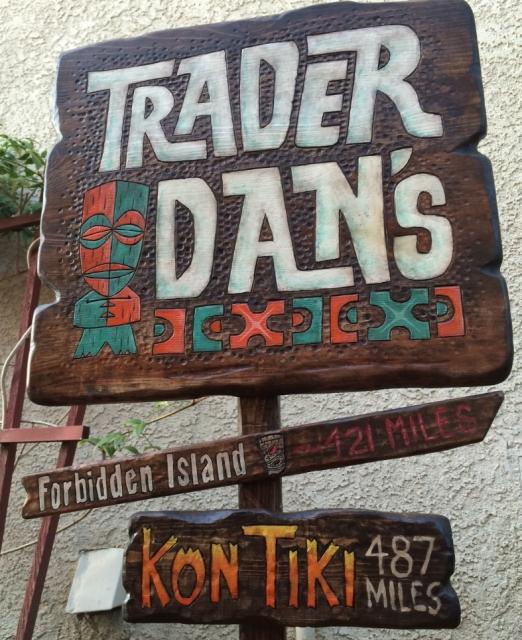 TRADER
DAN'S
Forbidden Island 421 MILES
KON TIKI 487
MILES